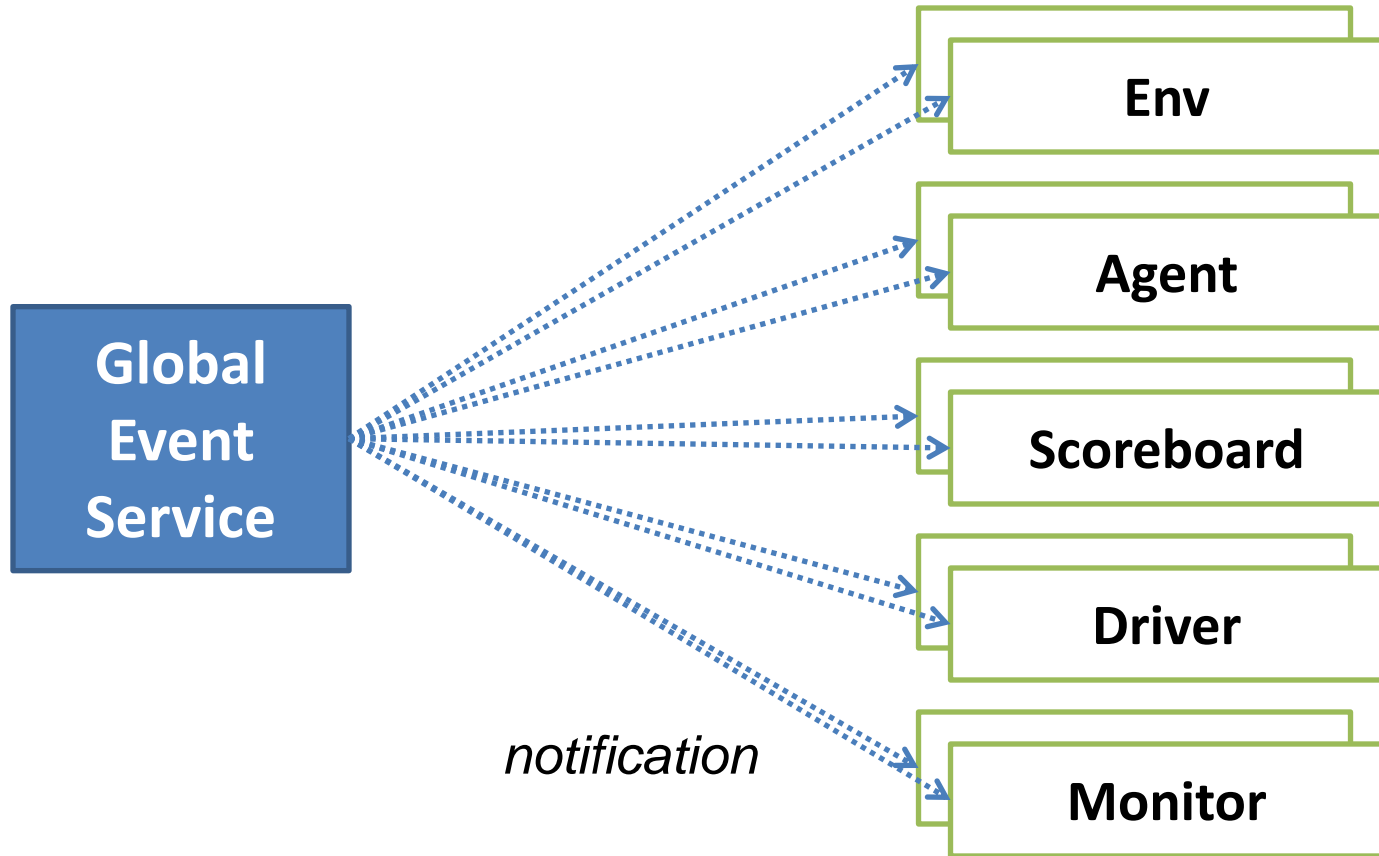 Global
Event
Service
Env
Agent
Scoreboard
Driver
Monitor
notification